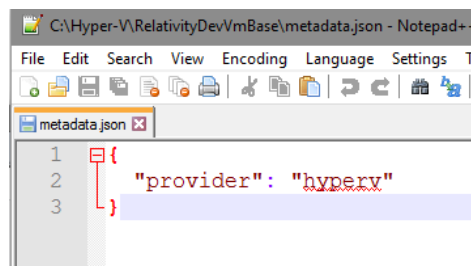 C:\Hyper-V\RelativityDevVmBase\metadata.json - Notepad+
File Edit Search View Encoding Language Settings
metadata.json
1 {
2 "provider": "hyperv"
3 }